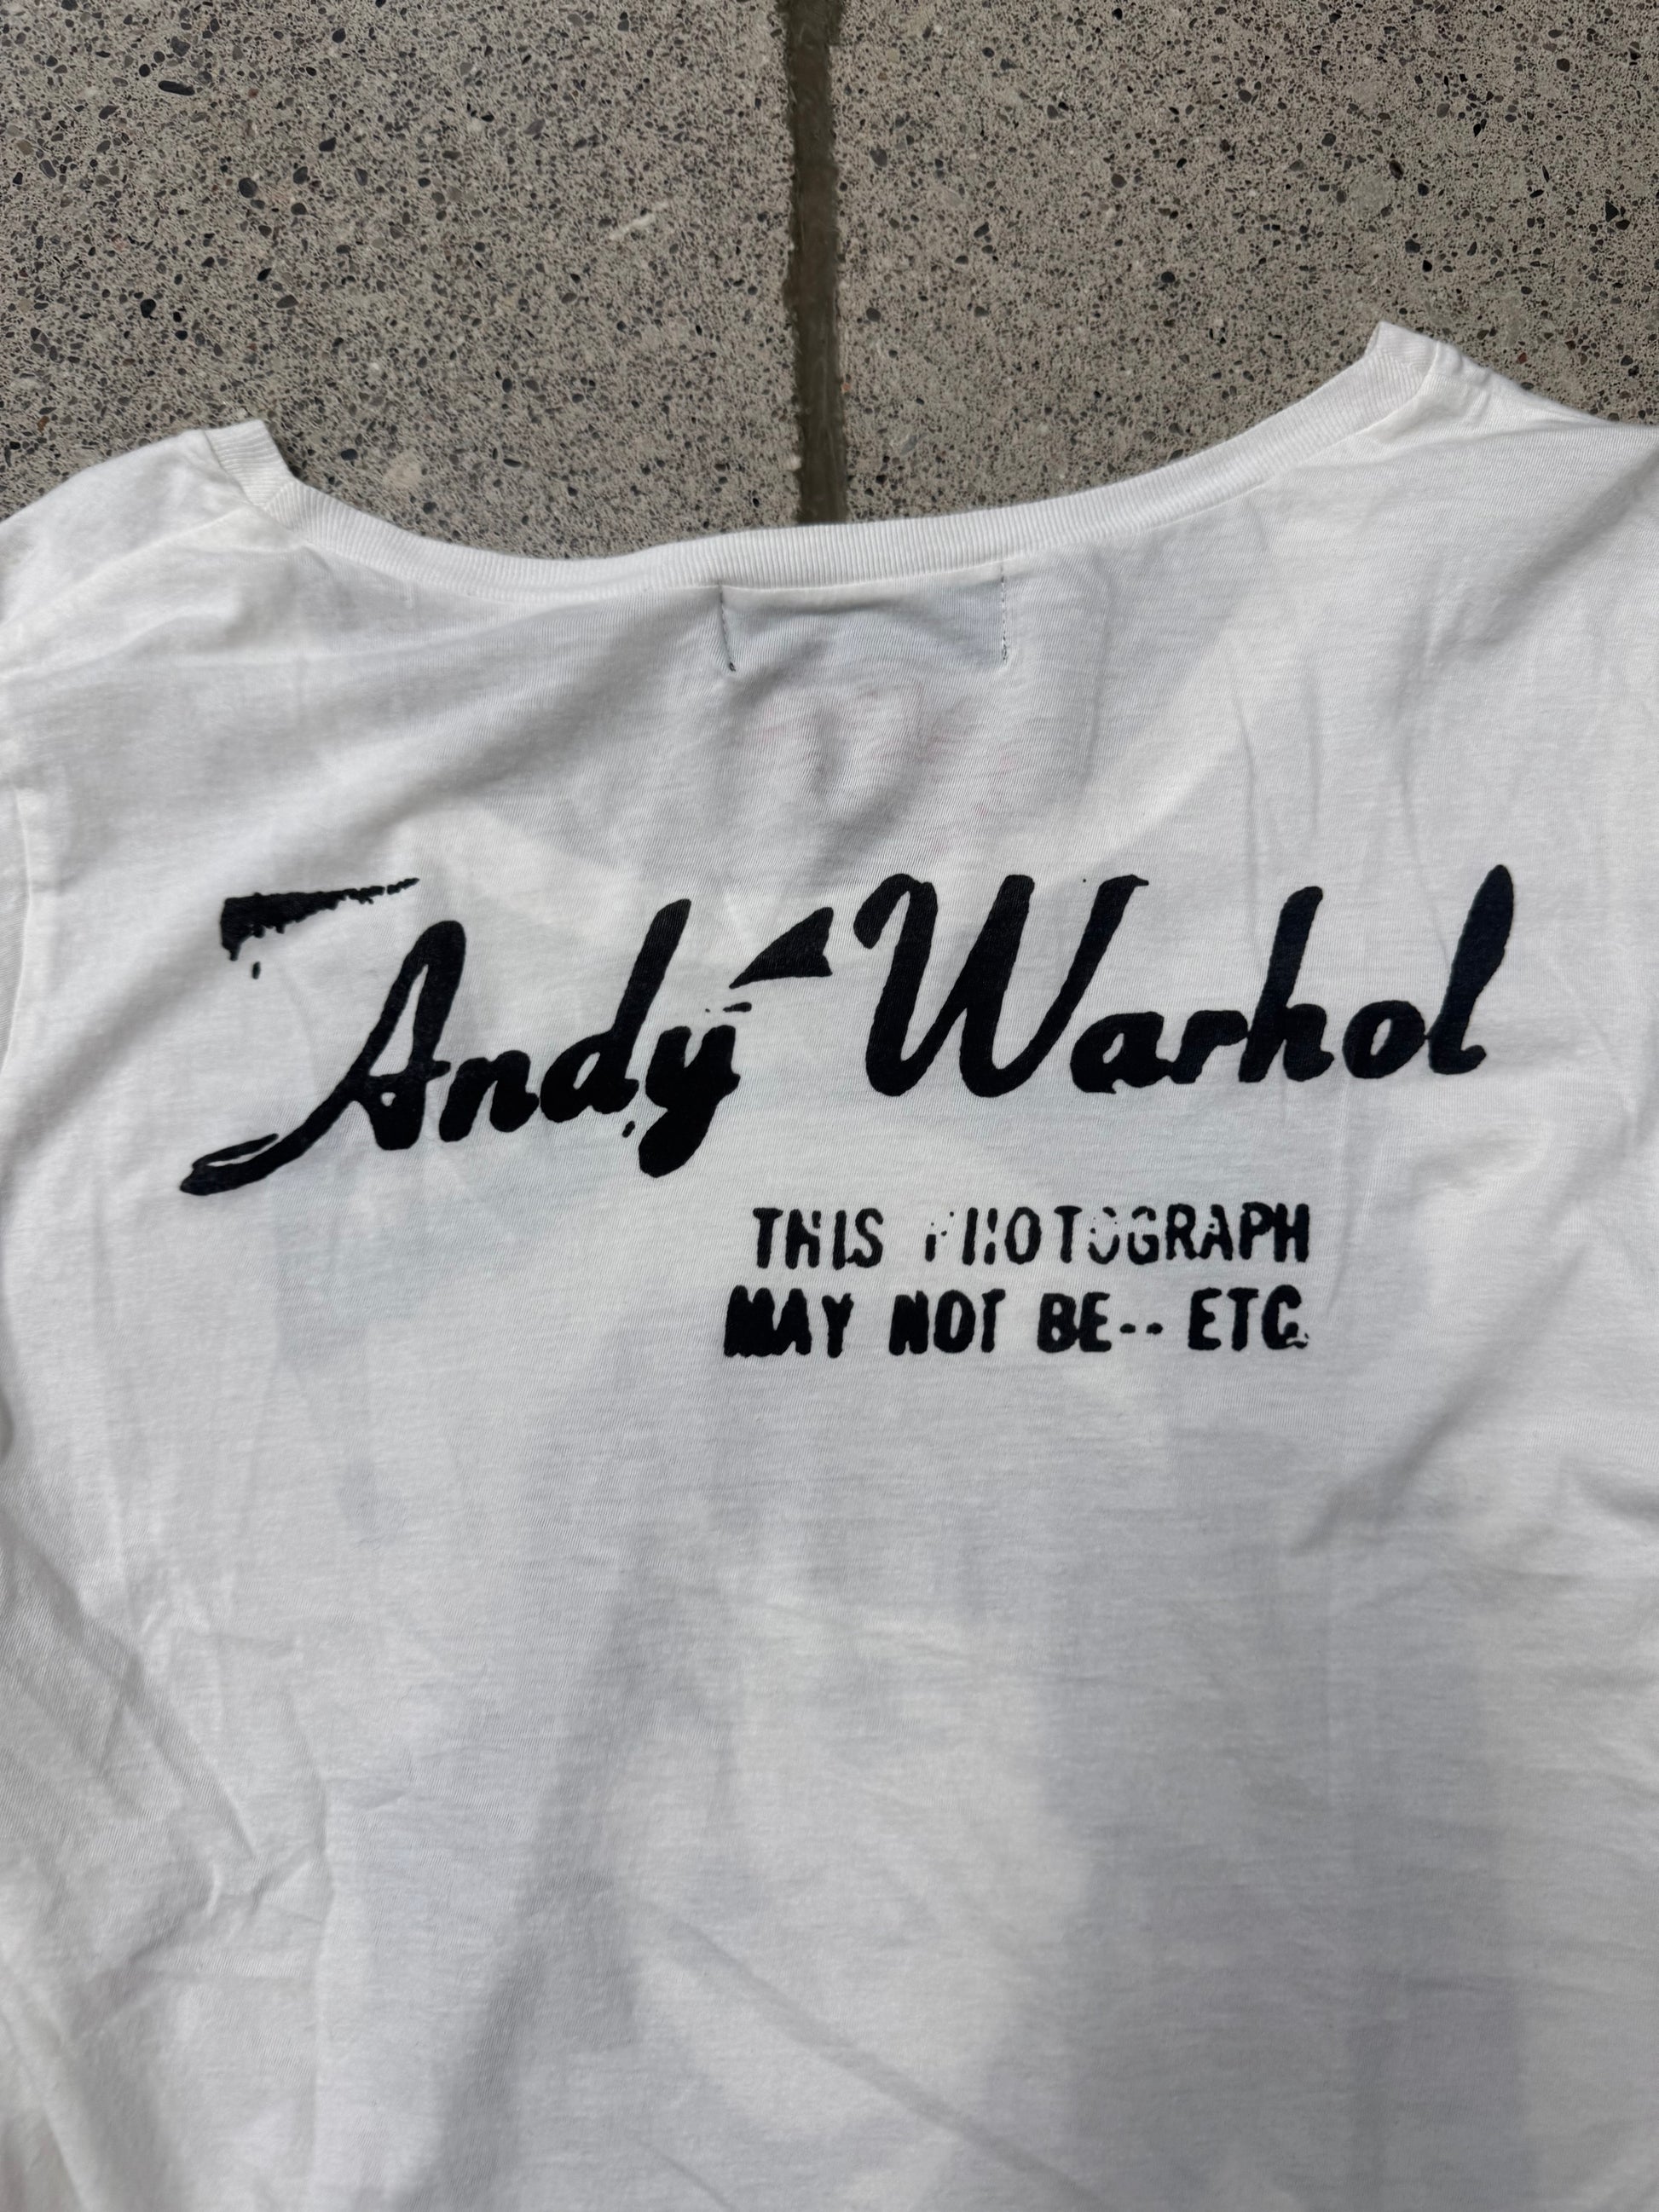 Andy Warhol
THIS PHOTOGRAPH
MAY NOT BE-- ETC.